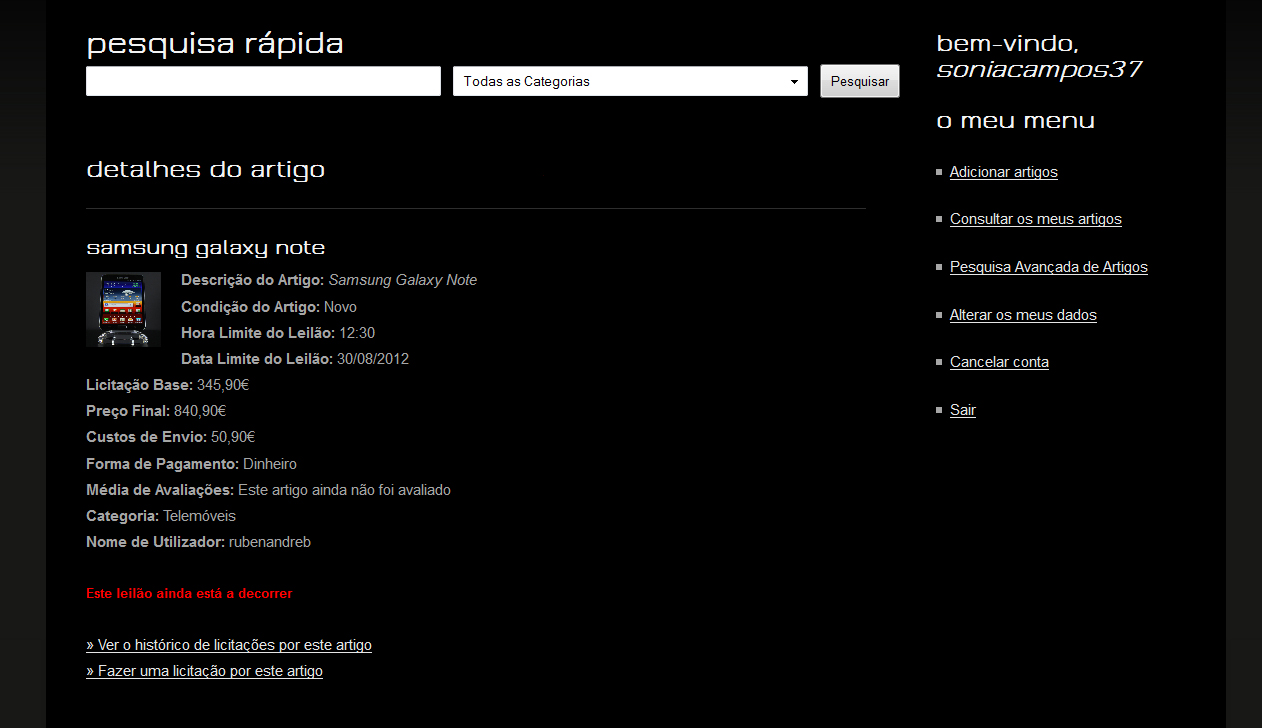 pesquisa rápida
Todas as Categorias
Pesquisar
detalhes do artigo
samsung galaxy note
Descrição do Artigo: Samsung Galaxy Note
Condição do Artigo: Novo
Hora Limite do Leilão: 12:30
Data Limite do Leilão: 30/08/2012
Licitação Base: 345,90€
Preço Final: 840,90€
Custos de Envio: 50,90€
Forma de Pagamento: Dinheiro
Média de Avaliações: Este artigo ainda não foi avaliado
Categoria: Telemóveis
Nome de Utilizador: rubenandreb
Este leilão ainda está a decorrer
» Ver o histórico de licitações por este artigo
» Fazer uma licitação por este artigo
bem-vindo,
soniacampos37
o meu menu
Adicionar artigos
Consultar os meus artigos
Pesquisa Avançada de Artigos
Alterar os meus dados
Cancelar conta
Sair